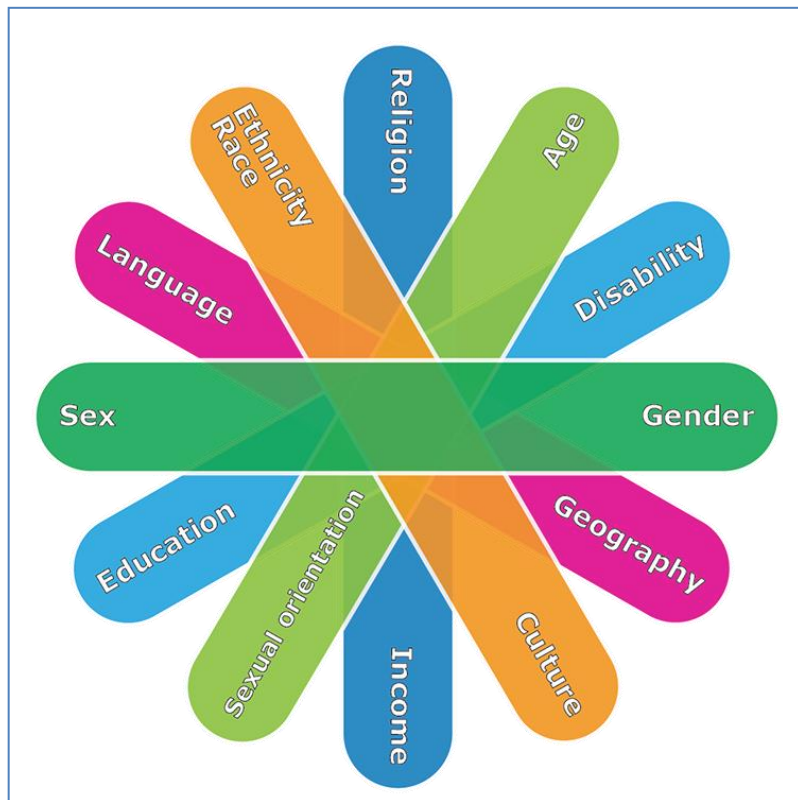 Religion
Age
Ethnicity
Race
Disability
Language
Sex
Gender
Education
Geography
Sexual orientation
Culture
Income